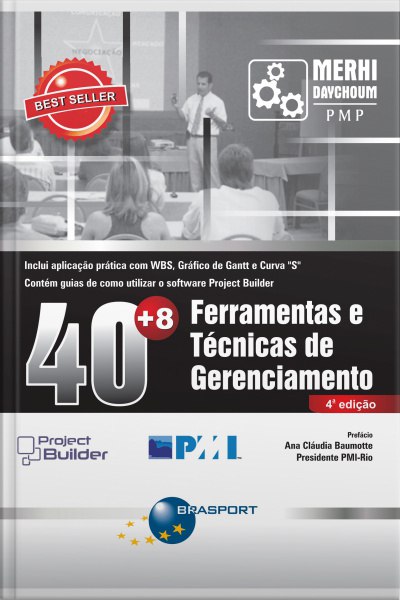 NEGOCIAÇÃO
BEST SELLER
MERHI
DAYCHOUM
PMP
Inclui aplicação prática com WBS, Gráfico de Gantt e Curva "S"
Contém guias de como utilizar o software Project Builder
40+8
Ferramentas e
Técnicas de
Gerenciamento
4ª edição
Project
Builder
PMI
Prefácio
Ana Cláudia Baumotte
Presidente PMI-Rio
BRASPORT